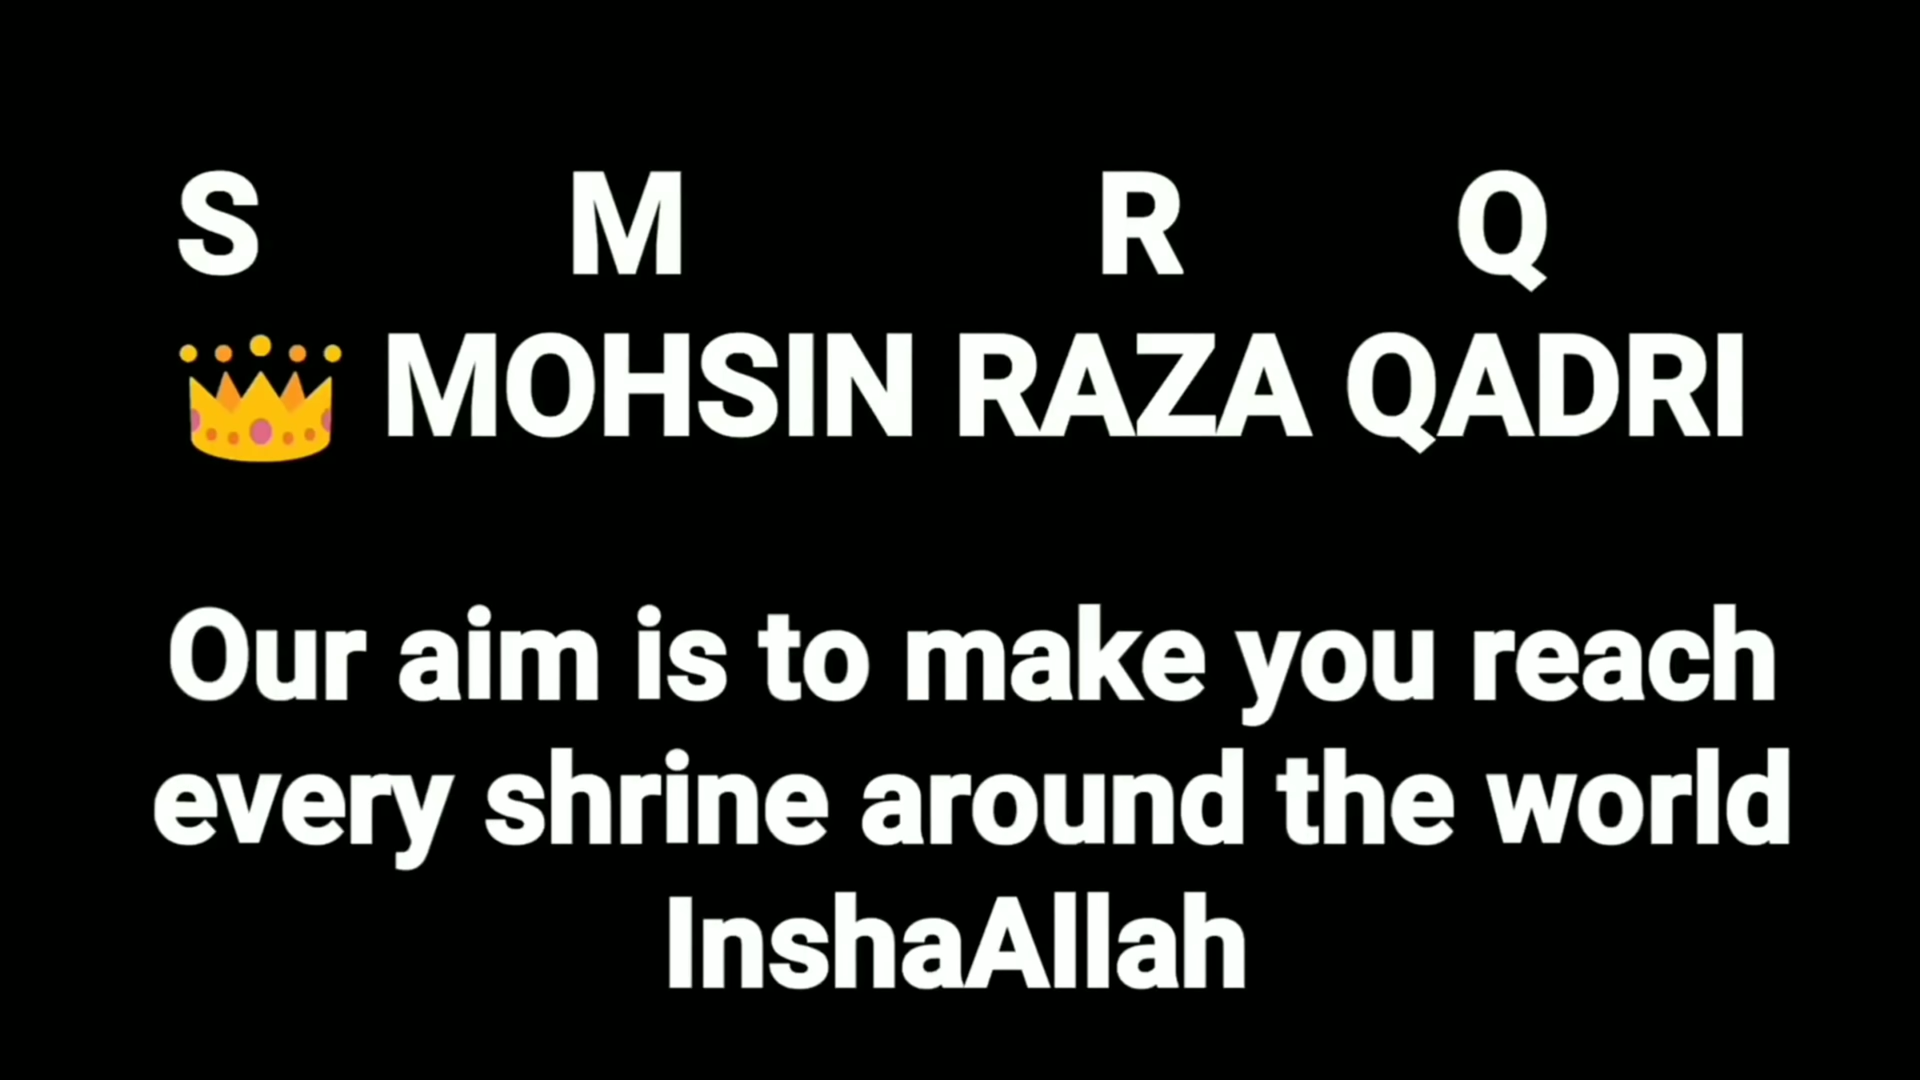 S M R Q
👑 MOHSIN RAZA QADRI
Our aim is to make you reach
every shrine around the world
InshaAllah